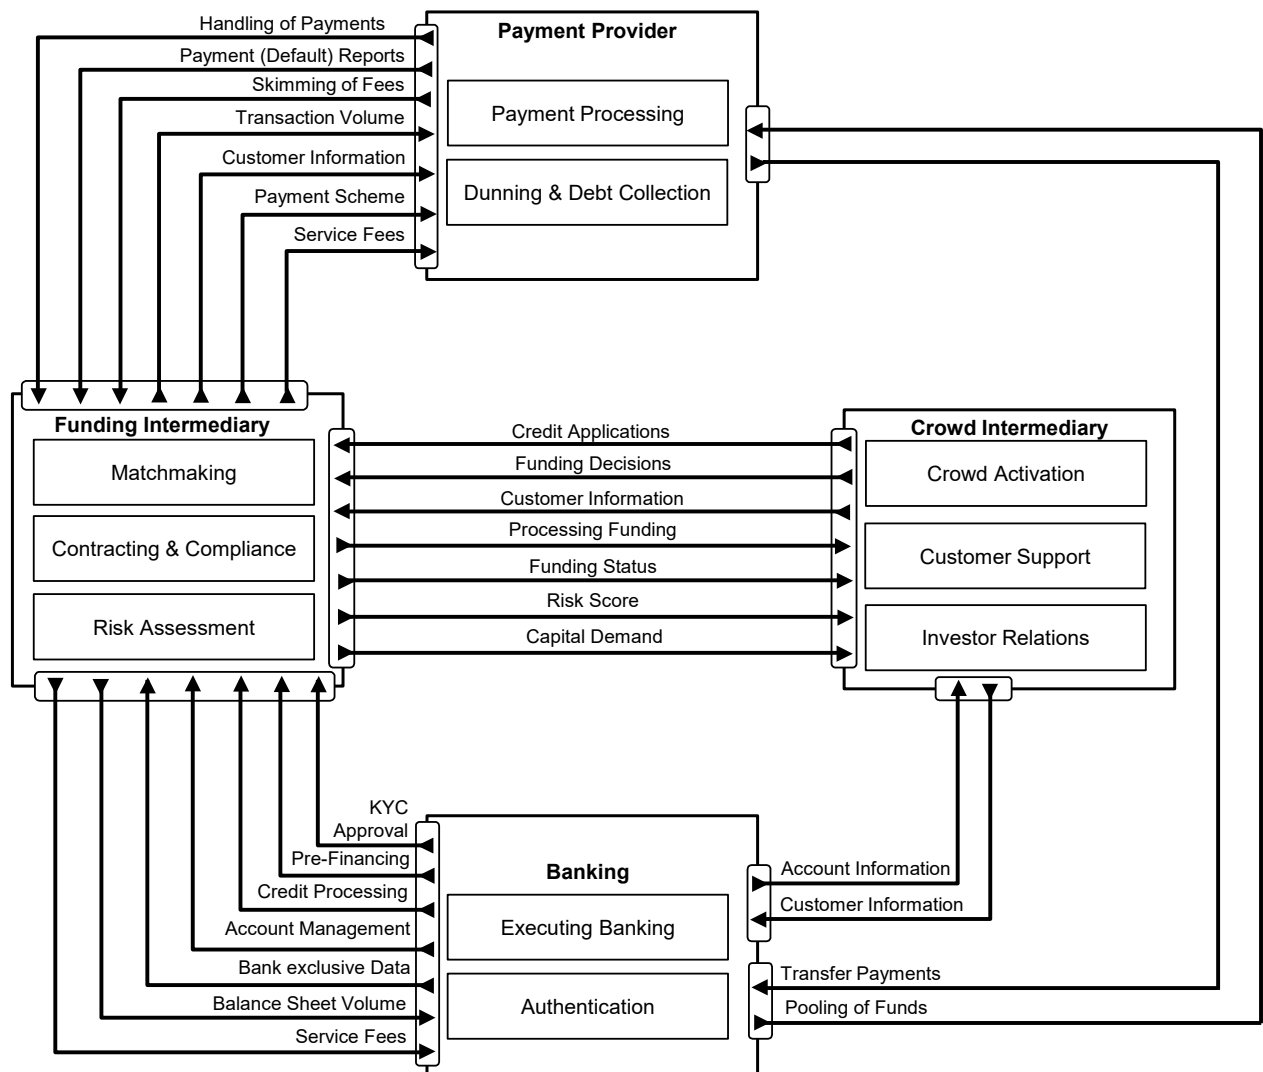 Handling of Payments
Payment (Default) Reports
Skimming of Fees
Transaction Volume
Customer Information
Payment Scheme
Service Fees
Payment Provider
Payment Processing
Dunning & Debt Collection
Funding Intermediary
Matchmaking
Contracting & Compliance
Risk Assessment
Credit Applications
Funding Decisions
Customer Information
Processing Funding
Funding Status
Risk Score
Capital Demand
Crowd Intermediary
Crowd Activation
Customer Support
Investor Relations
KYC
Approval
Pre-Financing
Credit Processing
Account Management
Bank exclusive Data
Balance Sheet Volume
Service Fees
Banking
Executing Banking
Authentication
Account Information
Customer Information
Transfer Payments
Pooling of Funds